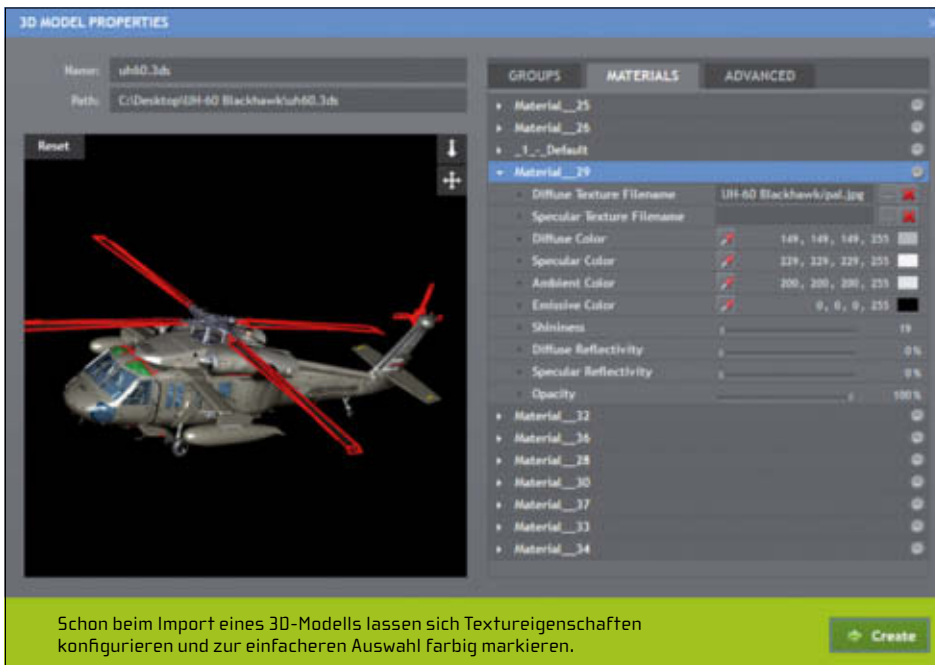 3D MODEL PROPERTIES
Name: uh60.3ds
Path: C:\Desktop\UH-60 Blackhawk\uh60.3ds
Reset
GROUPS MATERIALS ADVANCED
Material__25
Material__26
_1_-_Default
Material__29
Diffuse Texture Filename UH-60 Blackhawk/pal.jpg
Specular Texture Filename
Diffuse Color 149, 149, 149, 255
Specular Color 229, 229, 229, 255
Ambient Color 200, 200, 200, 255
Emissive Color 0, 0, 0, 255
Shininess 19
Diffuse Reflectivity 0 %
Specular Reflectivity 0 %
Opacity 100 %
Material__32
Material__36
Material__28
Material__30
Material__37
Material__33
Material__34
Schon beim Import eines 3D-Modells lassen sich Textureigenschaften
konfigurieren und zur einfacheren Auswahl farbig markieren.
Create